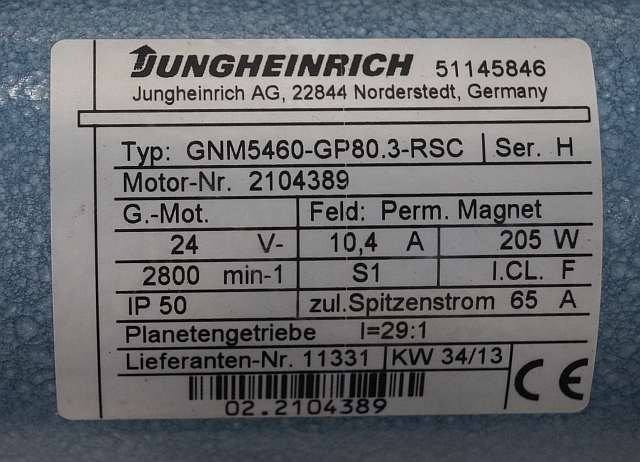 JUNGHEINRICH 51145846
Jungheinrich AG, 22844 Norderstedt, Germany
Typ: GNM5460-GP80.3-RSC Ser. H
Motor-Nr. 2104389
G.-Mot. Feld: Perm. Magnet
24 V- 10,4 A 205 W
2800 min-1 S1 I.CL. F
IP 50 zul.Spitzenstrom 65 A
Planetengetriebe I=29:1
Lieferanten-Nr. 11331 KW 34/13
CE
02.2104389